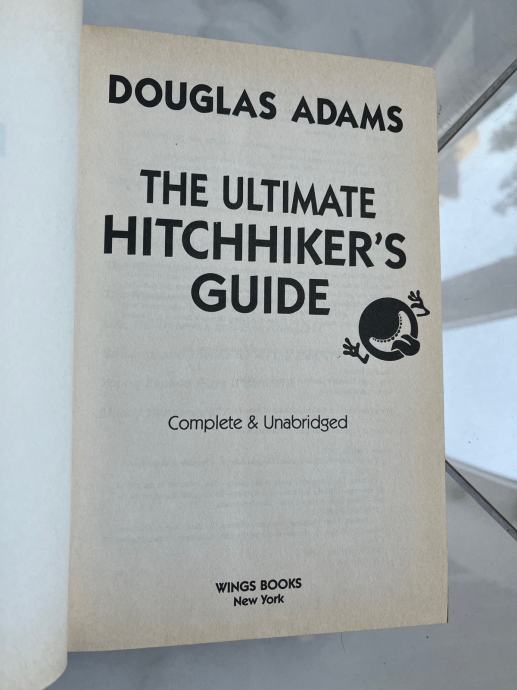 DOUGLAS ADAMS
THE ULTIMATE
HITCHHIKER'S
GUIDE
Complete & Unabridged
WINGS BOOKS
New York